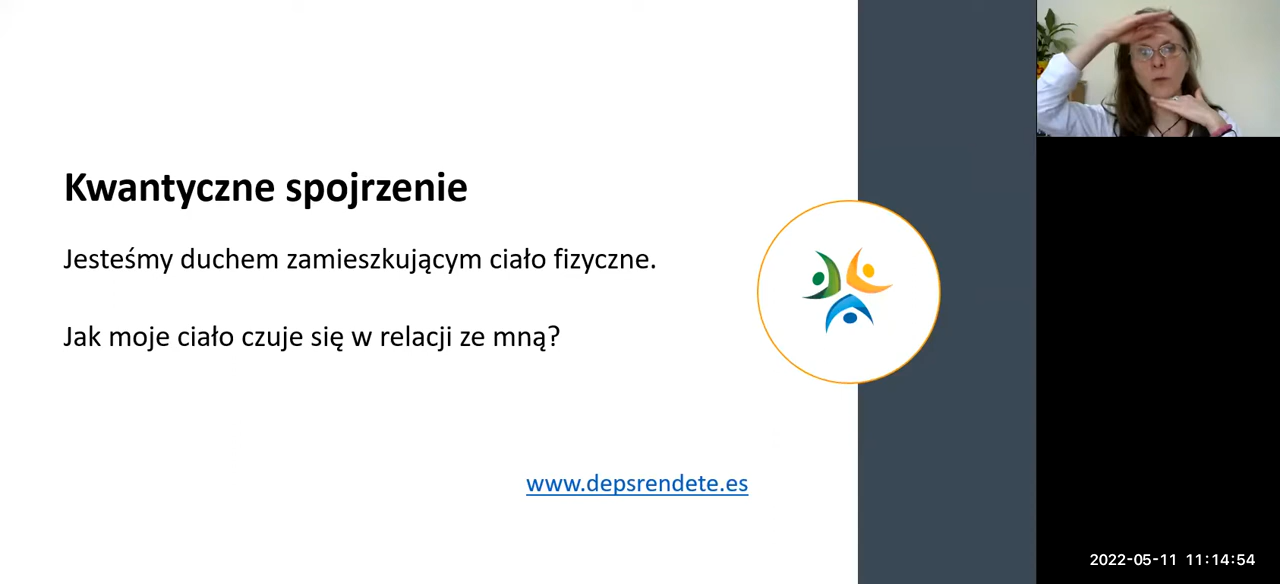 Kwantyczne spojrzenie
Jesteśmy duchem zamieszkującym ciało fizyczne.
Jak moje ciało czuje się w relacji ze mną?
www.depsrendete.es
2022-05-11 11:14:54